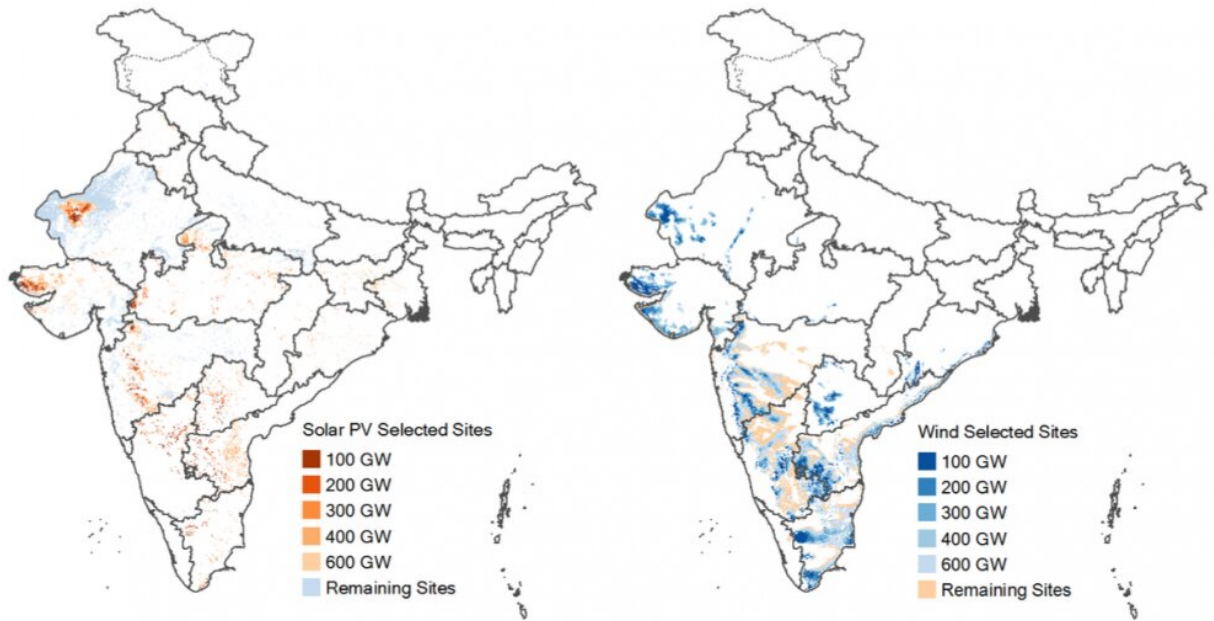 Solar PV Selected Sites
100 GW
200 GW
300 GW
400 GW
600 GW
Remaining Sites
Wind Selected Sites
100 GW
200 GW
300 GW
400 GW
600 GW
Remaining Sites